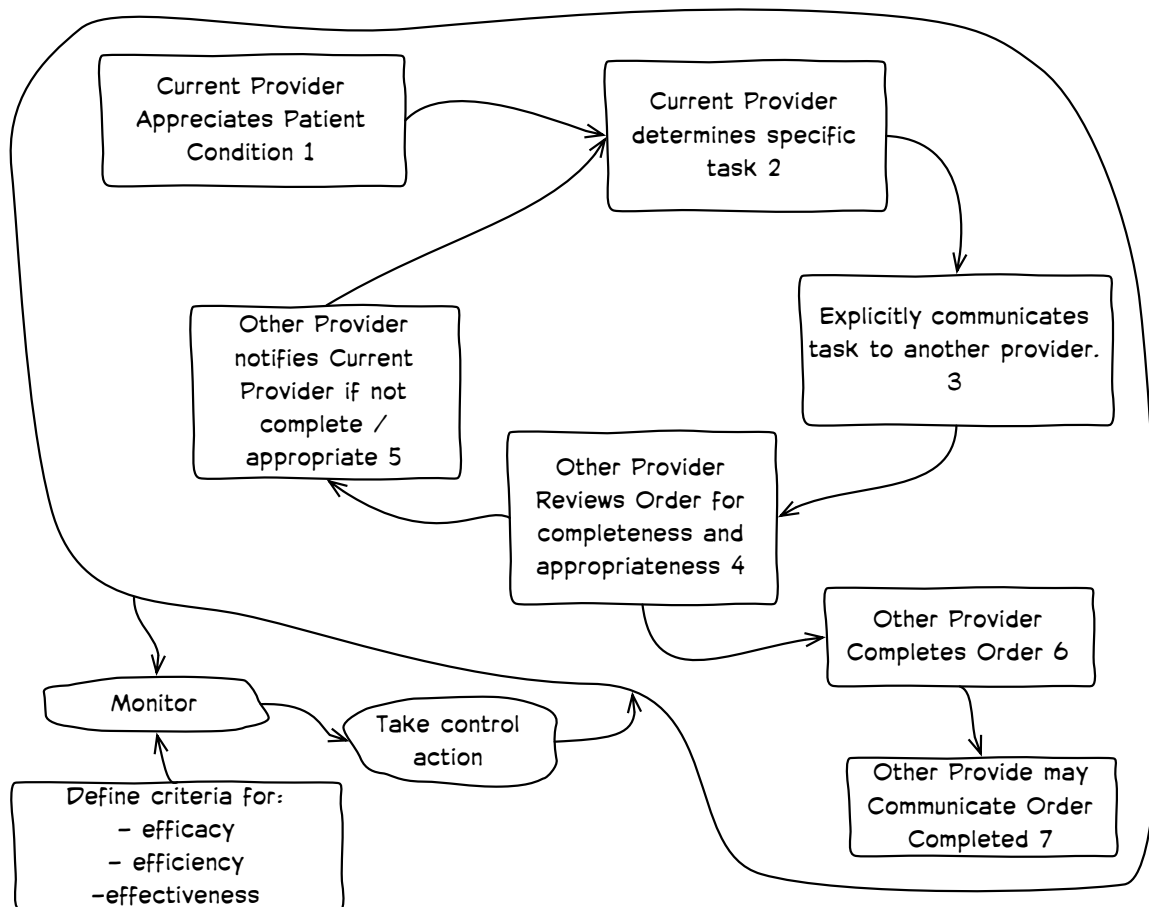 Current Provider
Appreciates Patient
Condition 1
Current Provider
determines specific
task 2
Explicitly communicates
task to another provider.
3
Other Provider
notifies Current
Provider if not
complete /
appropriate 5
Other Provider
Reviews Order for
completeness and
appropriateness 4
Other Provider
Completes Order 6
Monitor
Take control
action
Other Provide may
Communicate Order
Completed 7
Define criteria for:
- efficacy
- efficiency
-effectiveness